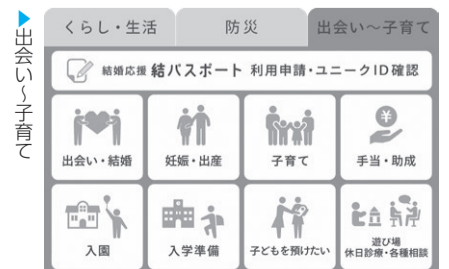 ▶出会い～子育て
くらし・生活
防災
出会い～子育て
結婚応援 結パスポート 利用申請・ユニークID確認
出会い・結婚
妊娠・出産
子育て
¥
手当・助成
入園
入学準備
子どもを預けたい
遊び場
休日診療・各種相談